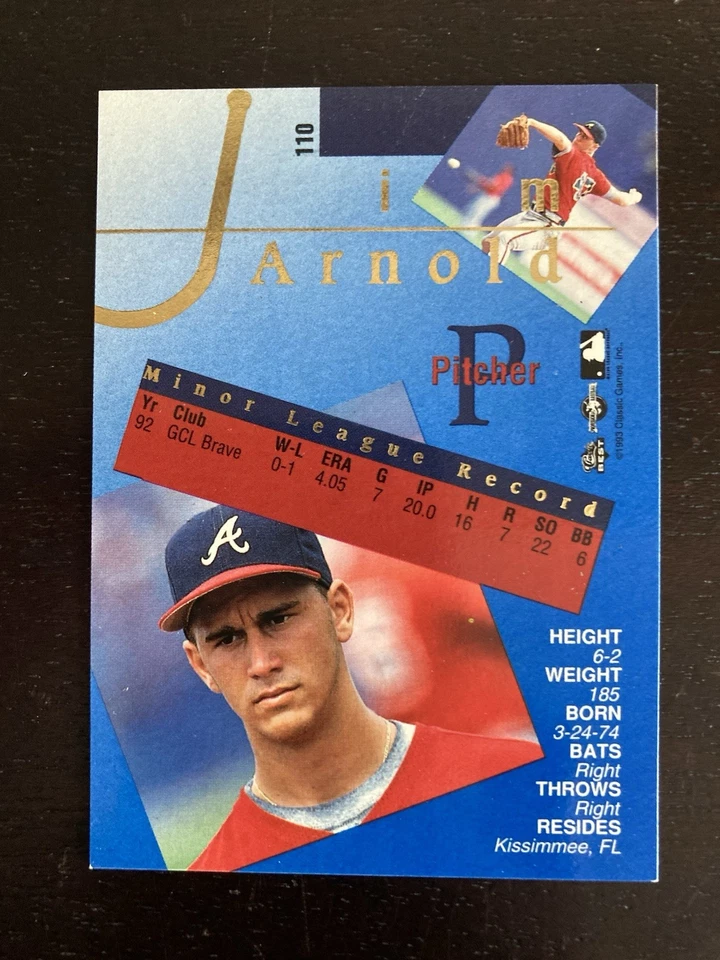 110
Jim
Arnold
P
Pitcher
Minor League Record
Yr Club W-L ERA G IP H R SO BB
92 GCL Brave 0-1 4.05 7 20.0 16 7 22 6
A
HEIGHT
6-2
WEIGHT
185
BORN
3-24-74
BATS
Right
THROWS
Right
RESIDES
Kissimmee, FL
©1993 Classic Games, Inc.
BEST